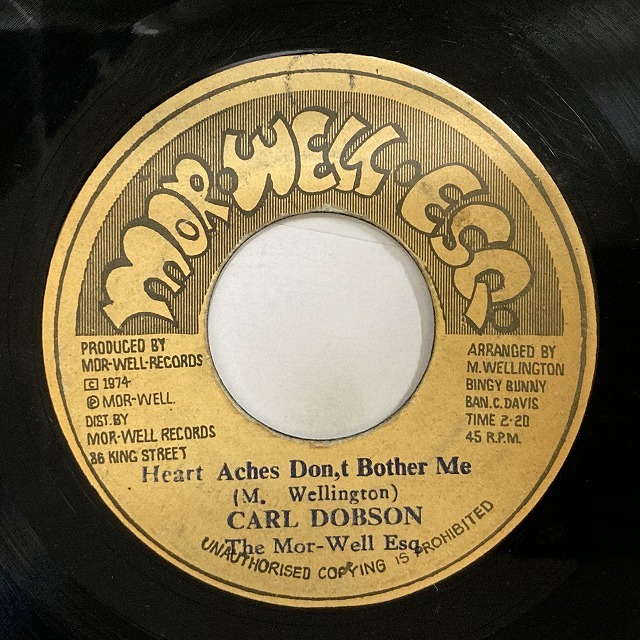 MOR-WELL-ESQ.
PRODUCED BY
MOR-WELL-RECORDS
© 1974
℗ MOR-WELL.
DIST. BY
MOR-WELL RECORDS
36 KING STREET
ARRANGED BY
M. WELLINGTON
BINGY BUNNY
BAN. C. DAVIS
TIME 2-20
45 R.P.M.
Heart Aches Don,t Bother Me
(M. Wellington)
CARL DOBSON
The Mor-Well Esq.
UNAUTHORISED COPYING IS PROHIBITED